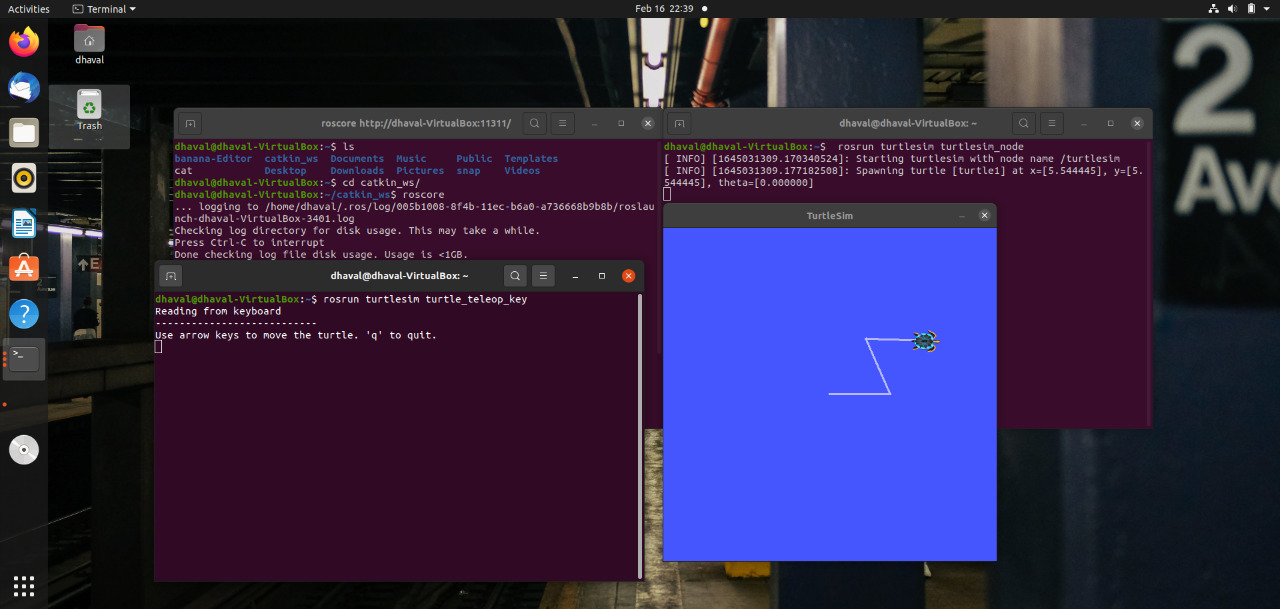 Activities
Terminal
Feb 16 22:39
dhaval
Trash
2
Ave
E
roscore http://dhaval-VirtualBox:11311/
dhaval@dhaval-VirtualBox:~$ ls
banana-Editor catkin_ws Documents Music Public Templates
cat Desktop Downloads Pictures snap Videos
dhaval@dhaval-VirtualBox:~$ cd catkin_ws/
dhaval@dhaval-VirtualBox:~/catkin_ws$ roscore
... logging to /home/dhaval/.ros/log/005b1008-8f4b-11ec-b6a0-a736668b9b8b/roslau
nch-dhaval-VirtualBox-3401.log
Checking log directory for disk usage. This may take a while.
Press Ctrl-C to interrupt
Done checking log file disk usage. Usage is <1GB.
dhaval@dhaval-VirtualBox: ~
dhaval@dhaval-VirtualBox:~$ rosrun turtlesim turtlesim_node
[ INFO] [1645031309.170340524]: Starting turtlesim with node name /turtlesim
[ INFO] [1645031309.177182508]: Spawning turtle [turtle1] at x=[5.544445], y=[5.
544445], theta=[0.000000]
dhaval@dhaval-VirtualBox: ~
dhaval@dhaval-VirtualBox:~$ rosrun turtlesim turtle_teleop_key
Reading from keyboard
---------------------------
Use arrow keys to move the turtle. 'q' to quit.
TurtleSim